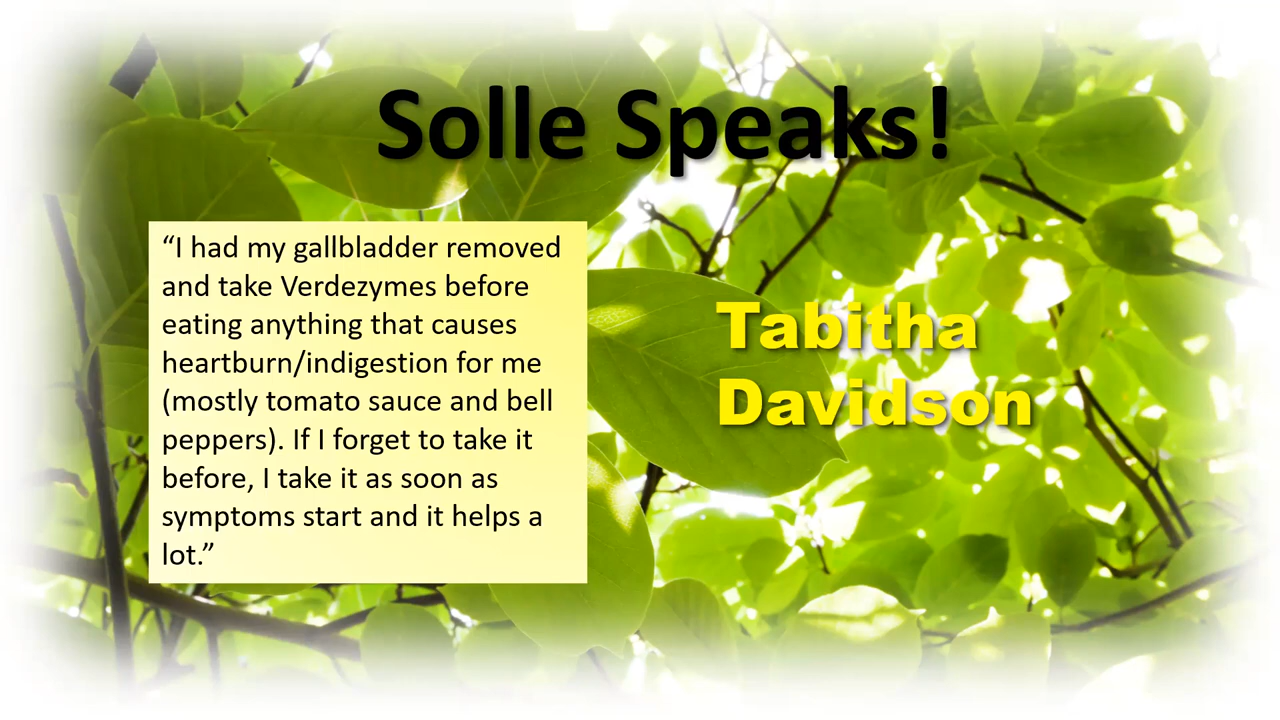 Solle Speaks!
“I had my gallbladder removed
and take Verdezymes before
eating anything that causes
heartburn/indigestion for me
(mostly tomato sauce and bell
peppers). If I forget to take it
before, I take it as soon as
symptoms start and it helps a
lot.”
Tabitha
Davidson